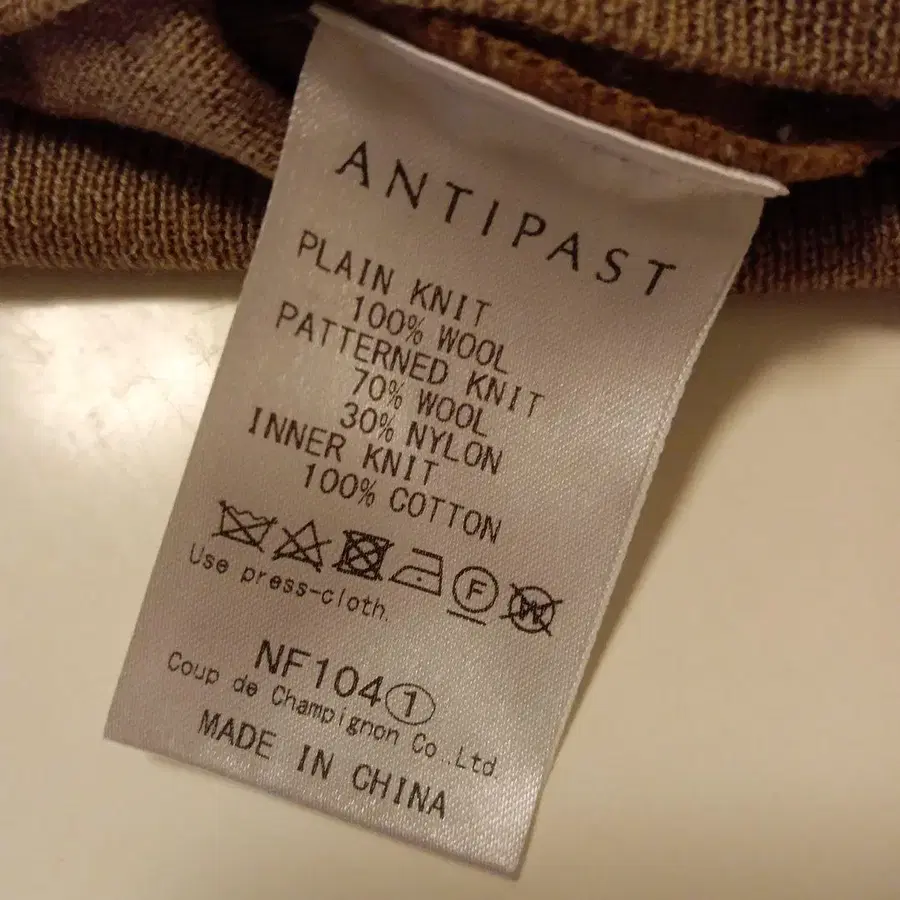 ANTIPAST
PLAIN KNIT
100% WOOL
PATTERNED KNIT
70% WOOL
30% NYLON
INNER KNIT
100% COTTON
F W
Use press-cloth.
NF104①
Coup de Champignon Co.,Ltd
MADE IN CHINA